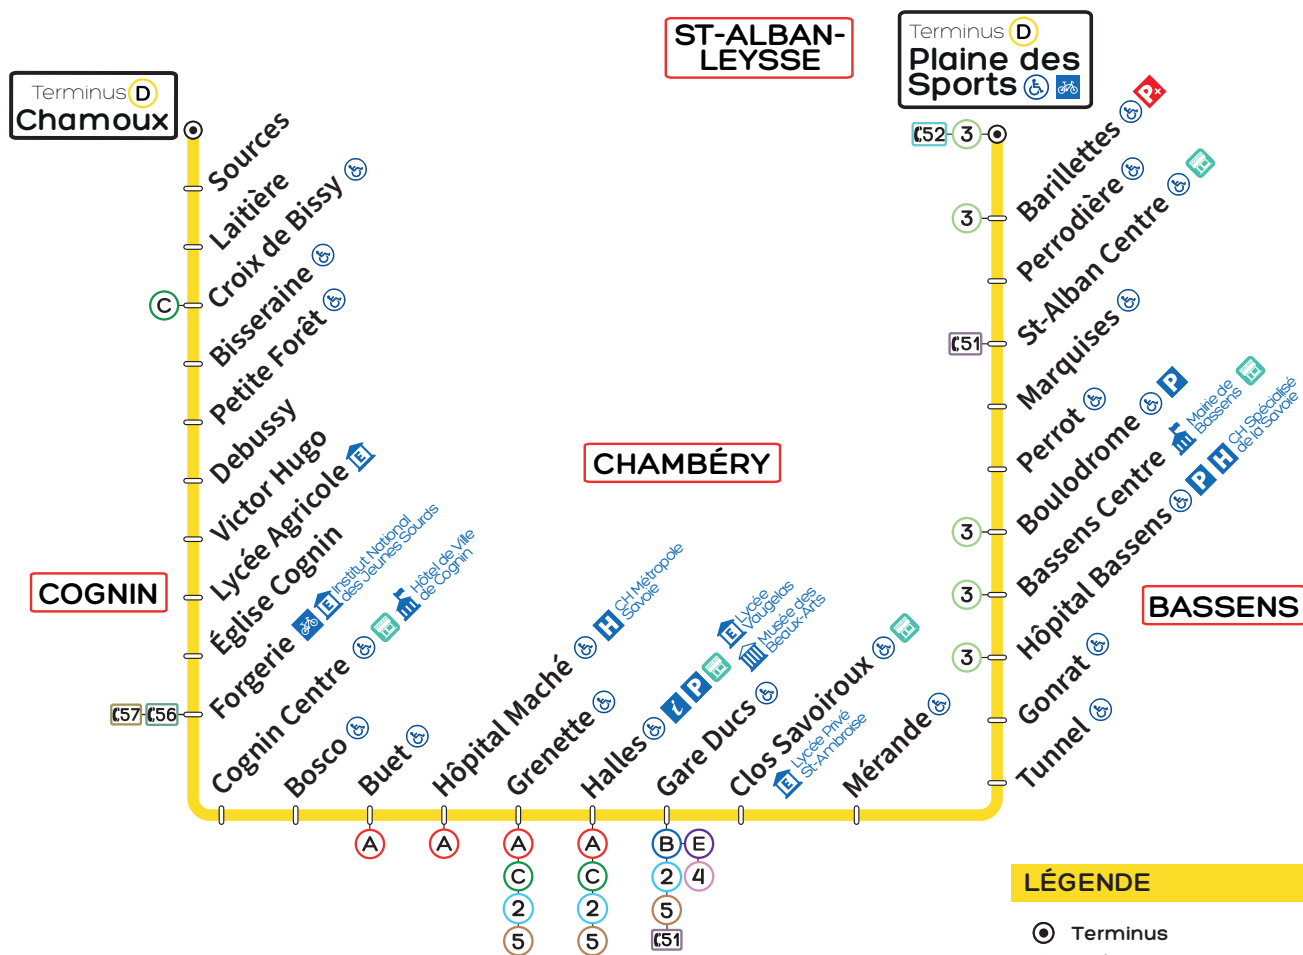 ST-ALBAN-
LEYSSE
Terminus D
Plaine des
Sports
Terminus D
Chamoux
Sources
Laitière
Croix de Bissy
C
Bisseraine
Petite Forêt
Debussy
Victor Hugo
Lycée Agricole
E
Église Cognin
Forgerie
E
Institut National
des Jeunes Sourds
57
56
Cognin Centre
Hôtel de Ville
de Cognin
COGNIN
CHAMBÉRY
Bosco
Buet
A
Hôpital Maché
H
CH Métropole
Savoie
A
Grenette
A
C
2
5
Halles
i
P
E
Lycée
Vaugelas
Musée des
Beaux-Arts
A
C
2
5
Gare Ducs
B
E
2
4
5
51
Clos Savoiroux
E
Lycée Privé
St-Ambroise
Mérande
52
3
Barillettes
P+
3
Perrodière
St-Alban Centre
51
Marquises
Perrot
Boulodrome
P
3
Bassens Centre
Mairie de
Bassens
3
Hôpital Bassens
P
H
CH Spécialisé
de la Savoie
3
Gonrat
Tunnel
BASSENS
LÉGENDE
Terminus